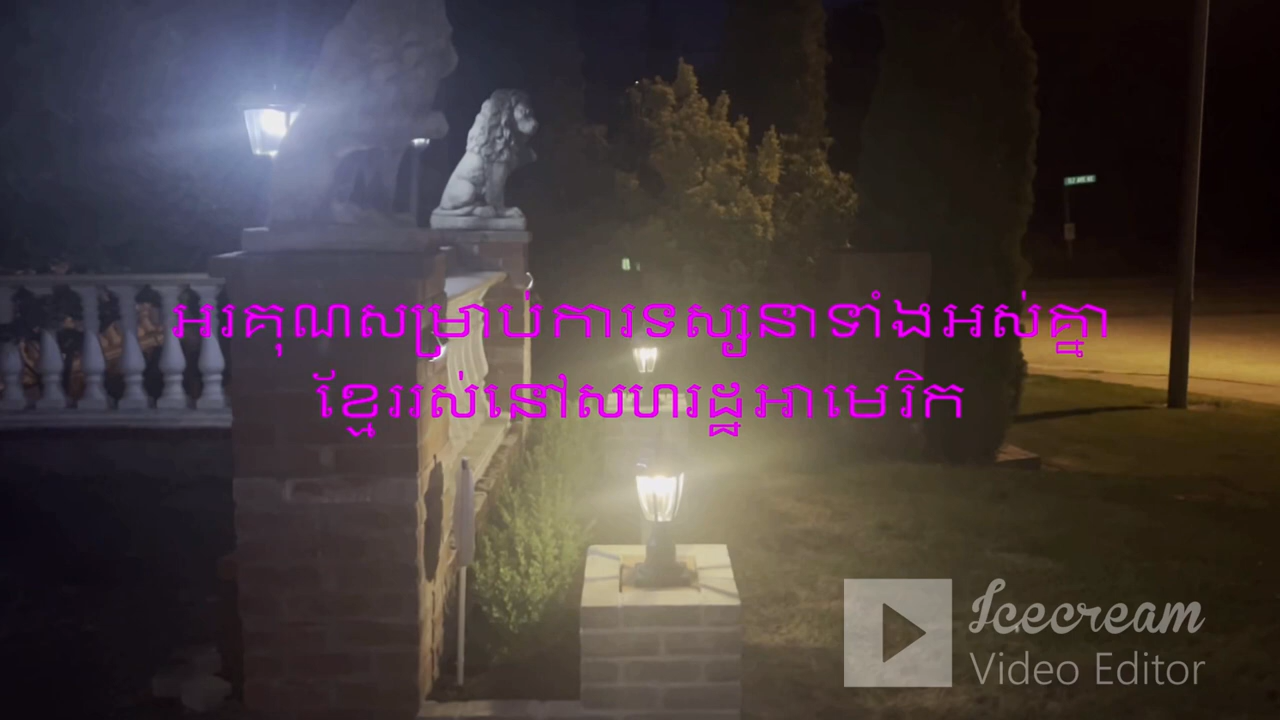 អរគុណសម្រាប់ការទស្សនាទាំងអស់គ្នា
ខ្មែររស់នៅសហរដ្ឋអាមេរិក
Icecream
Video Editor